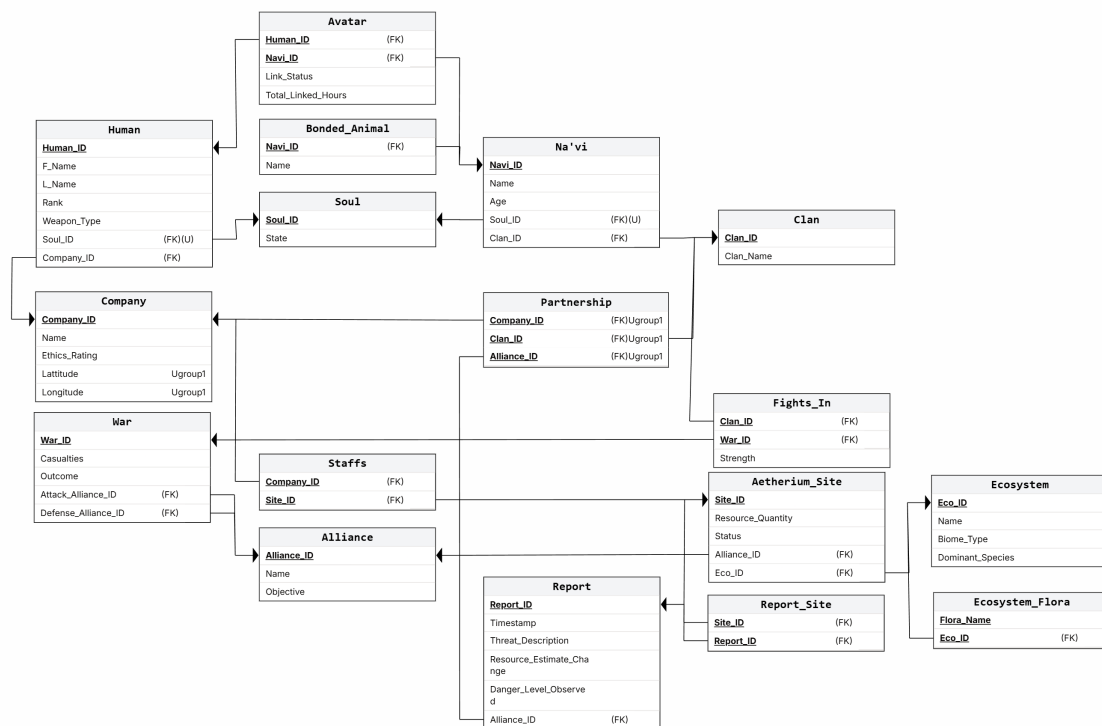 Avatar
Human_ID (FK)
Navi_ID (FK)
Link_Status
Total_Linked_Hours
Human
Human_ID
F_Name
L_Name
Rank
Weapon_Type
Soul_ID (FK)(U)
Company_ID (FK)
Bonded_Animal
Navi_ID (FK)
Name
Soul
Soul_ID
State
Na'vi
Navi_ID
Name
Age
Soul_ID (FK)(U)
Clan_ID (FK)
Clan
Clan_ID
Clan_Name
Company
Company_ID
Name
Ethics_Rating
Lattitude Ugroup1
Longitude Ugroup1
Partnership
Company_ID (FK)Ugroup1
Clan_ID (FK)Ugroup1
Alliance_ID (FK)Ugroup1
War
War_ID
Casualties
Outcome
Attack_Alliance_ID (FK)
Defense_Alliance_ID (FK)
Fights_In
Clan_ID (FK)
War_ID (FK)
Strength
Staffs
Company_ID (FK)
Site_ID (FK)
Aetherium_Site
Site_ID
Resource_Quantity
Status
Alliance_ID (FK)
Eco_ID (FK)
Ecosystem
Eco_ID
Name
Biome_Type
Dominant_Species
Alliance
Alliance_ID
Name
Objective
Report
Report_ID
Timestamp
Threat_Description
Resource_Estimate_Cha
nge
Danger_Level_Observe
d
Alliance_ID (FK)
Report_Site
Site_ID (FK)
Report_ID (FK)
Ecosystem_Flora
Flora_Name
Eco_ID (FK)